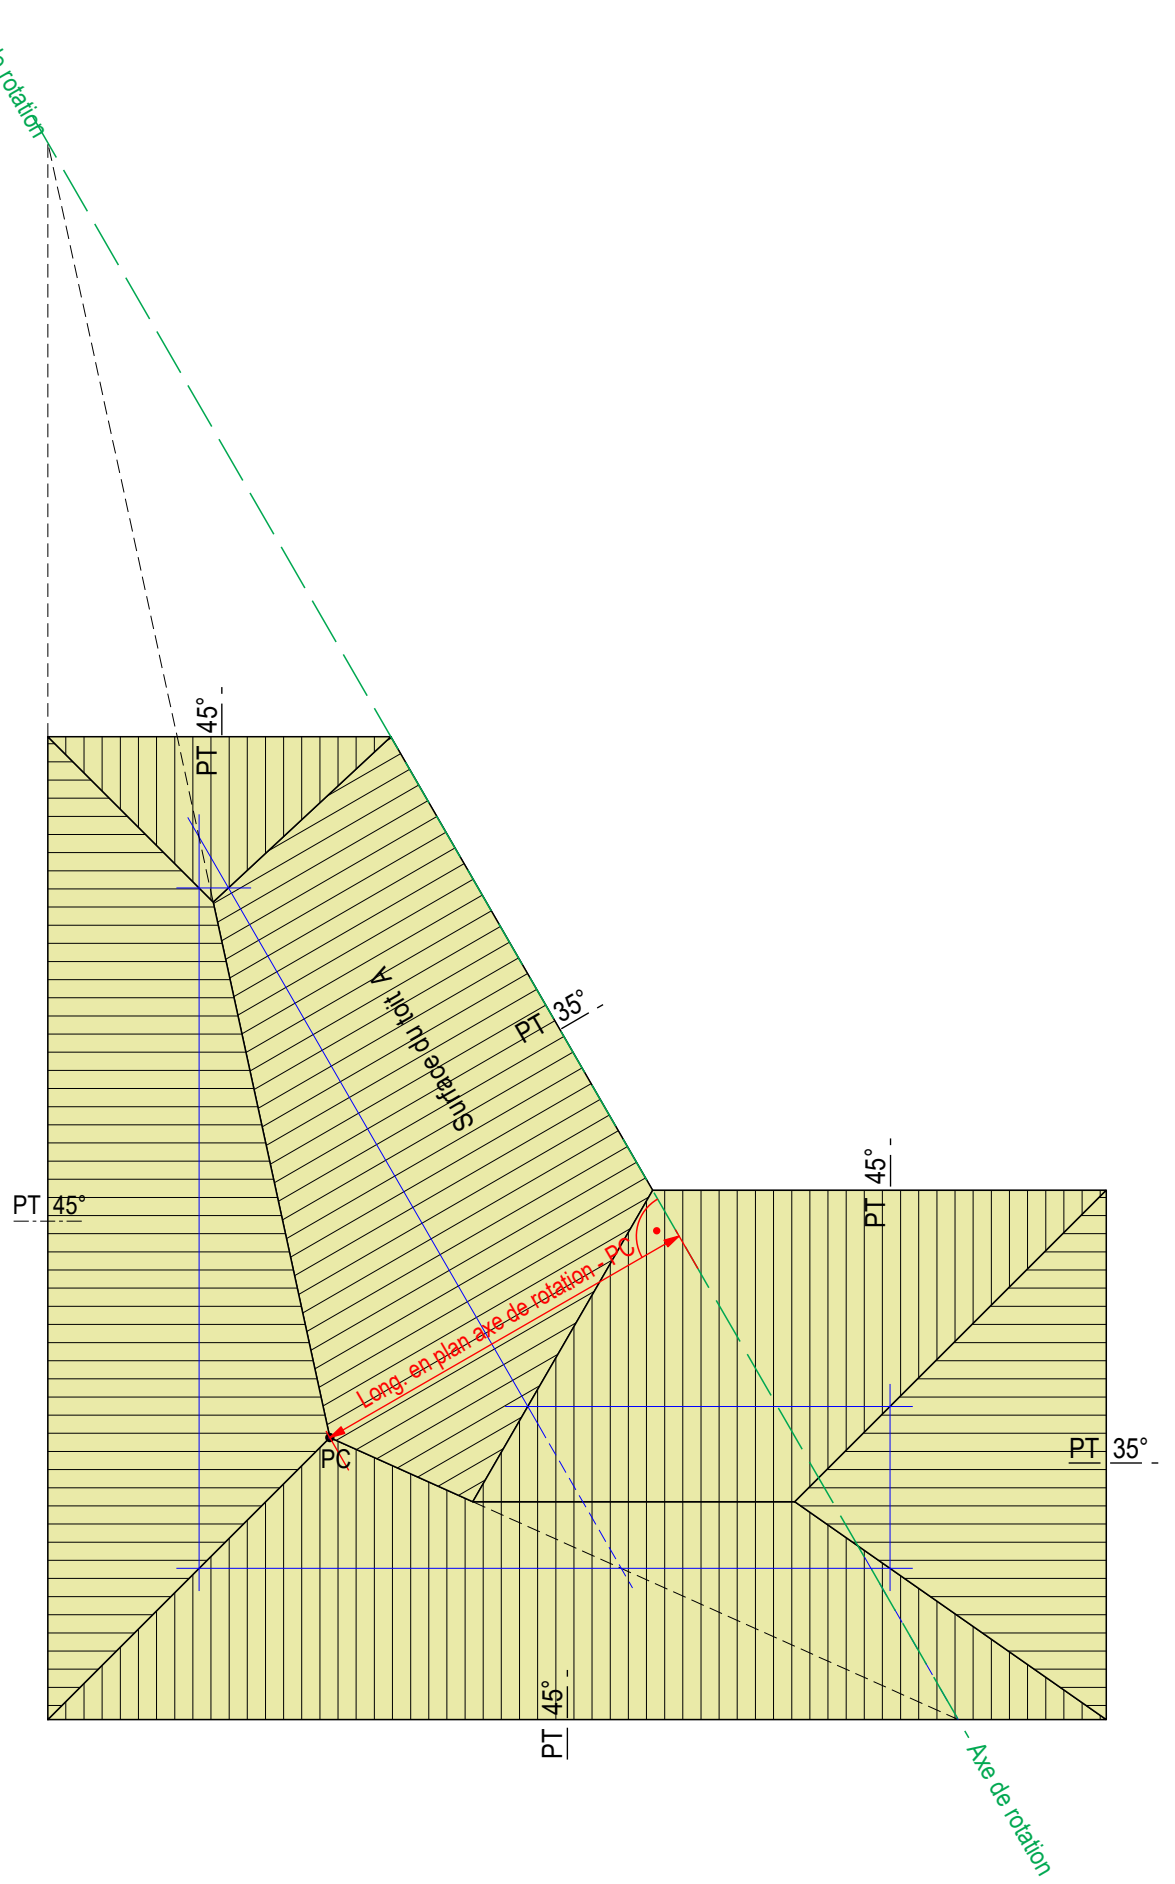 rotation
PT 45°
Surface du toit A
PT 35°
PT 45°
PT 45°
Long. en plan axe de rotation - PC
PC
PT 35°
PT 45°
- Axe de rotation